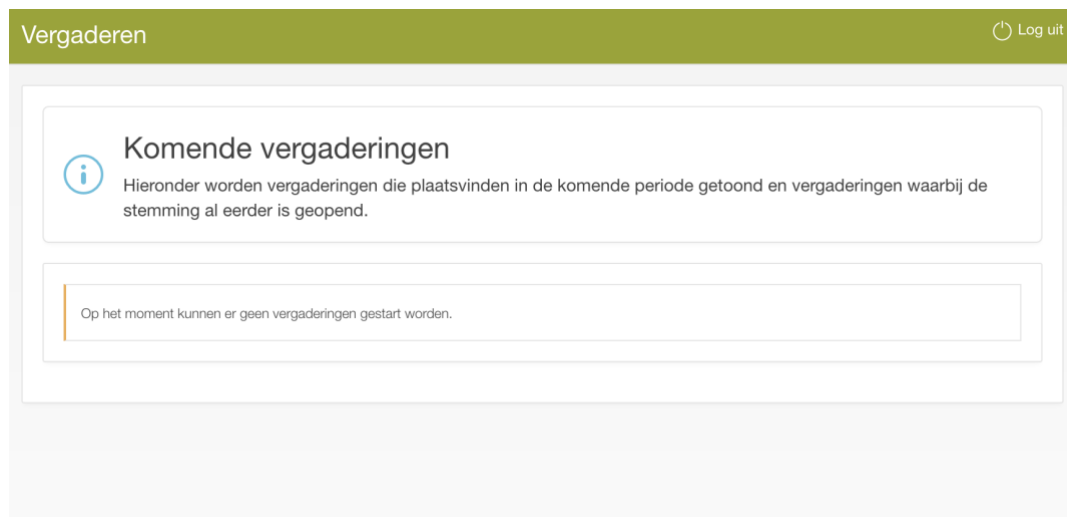 Vergaderen
Log uit
Komende vergaderingen
Hieronder worden vergaderingen die plaatsvinden in de komende periode getoond en vergaderingen waarbij de
stemming al eerder is geopend.
Op het moment kunnen er geen vergaderingen gestart worden.